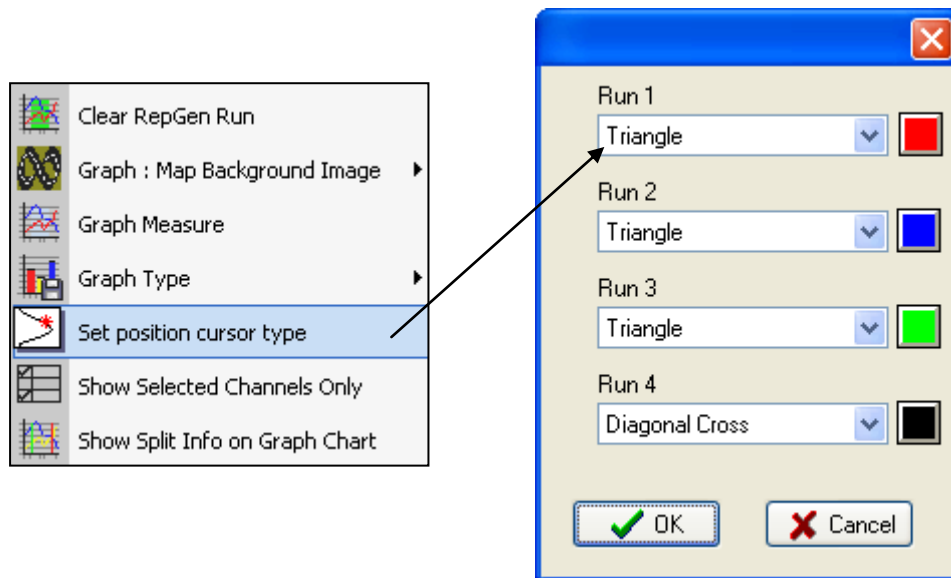 Clear RepGen Run
Graph : Map Background Image
Graph Measure
Graph Type
Set position cursor type
Show Selected Channels Only
Show Split Info on Graph Chart
Run 1
Triangle
Run 2
Triangle
Run 3
Triangle
Run 4
Diagonal Cross
OK
Cancel